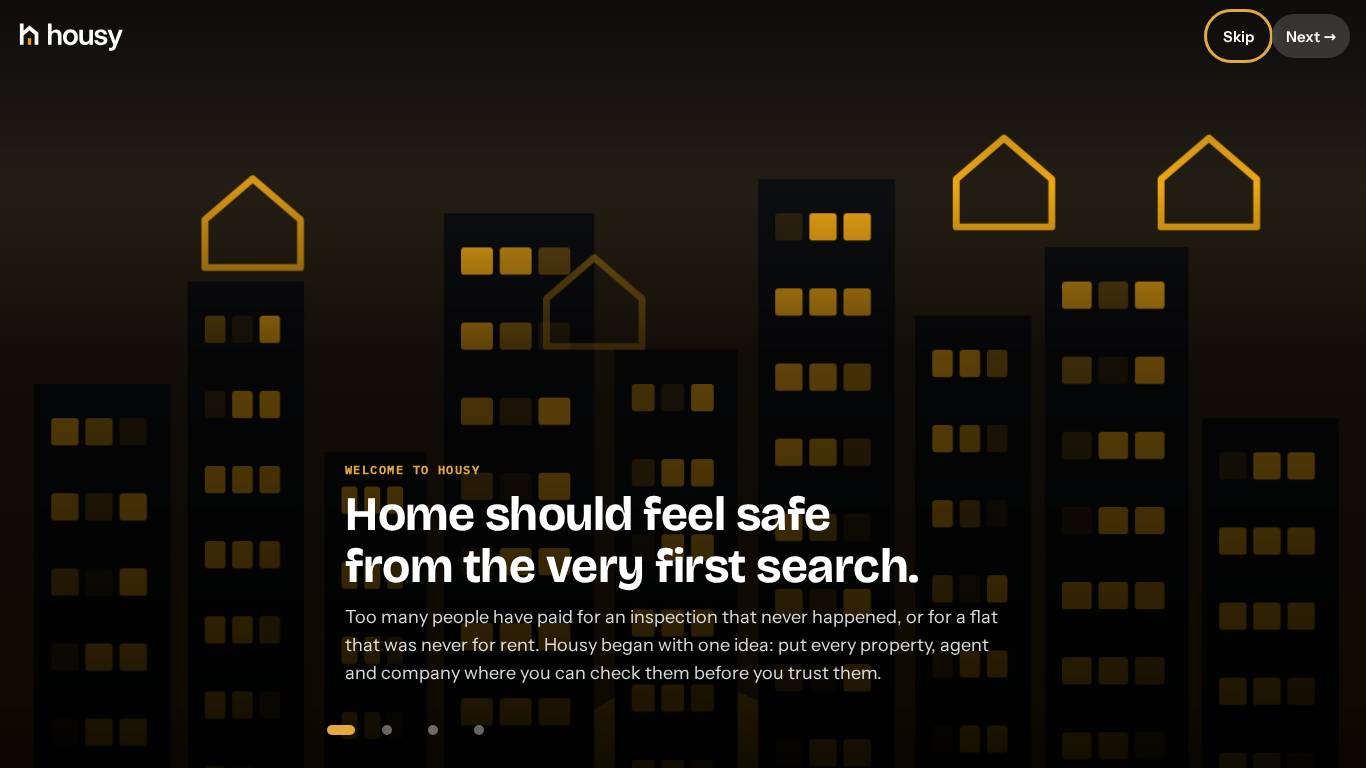 housy
Skip
Next →
WELCOME TO HOUSY
Home should feel safe
from the very first search.
Too many people have paid for an inspection that never happened, or for a flat
that was never for rent. Housy began with one idea: put every property, agent
and company where you can check them before you trust them.